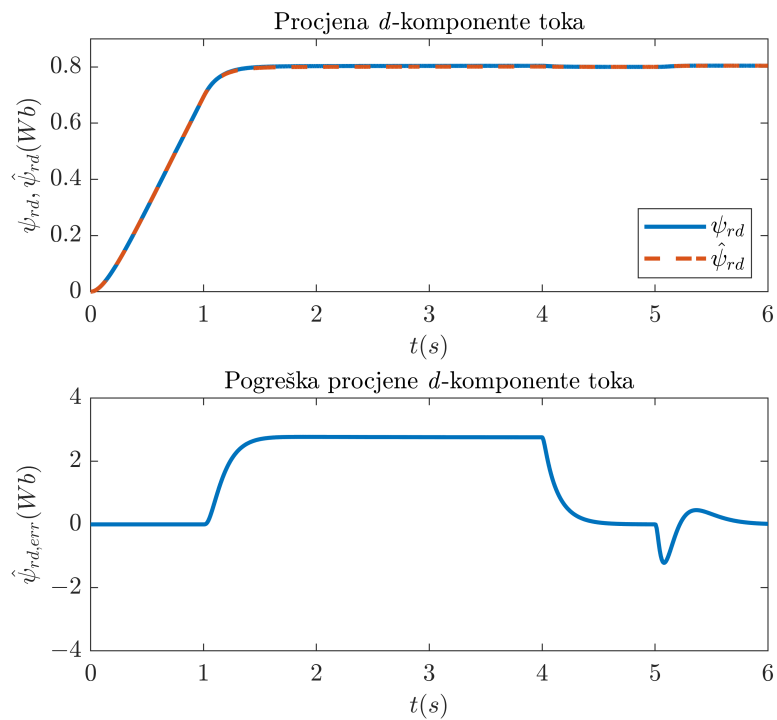 Procjena d-komponente toka
ψrd, ψ̂rd(Wb)
0.8
0.6
0.4
0.2
0
ψrd
ψ̂rd
0 1 2 3 4 5 6
t(s)
Pogreška procjene d-komponente toka
ψ̂rd,err(Wb)
4
2
0
−2
−4
0 1 2 3 4 5 6
t(s)